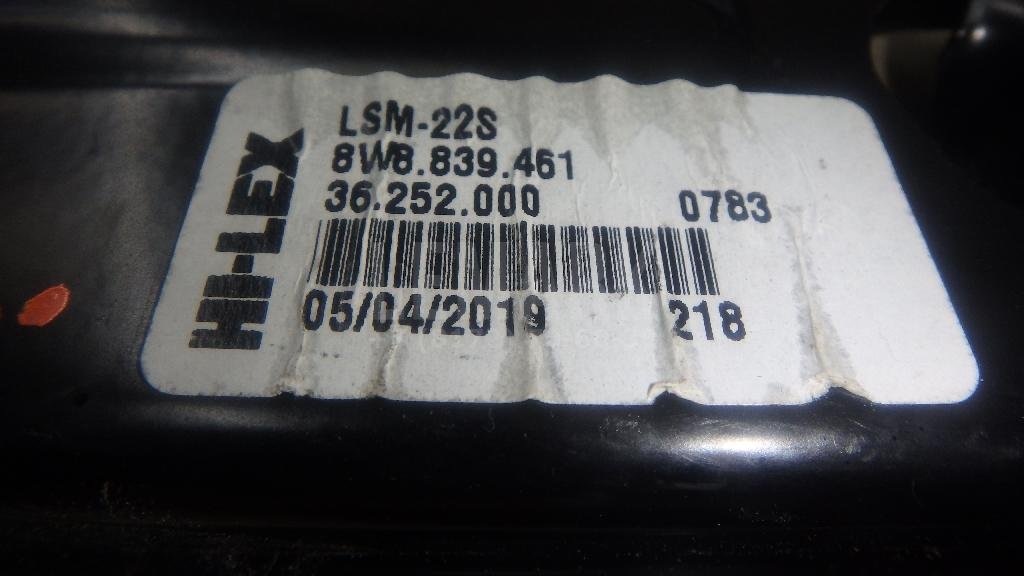 HI-LEX
LSM-22S
8W8.839.461
36.252.000 0783
05/04/2019 218